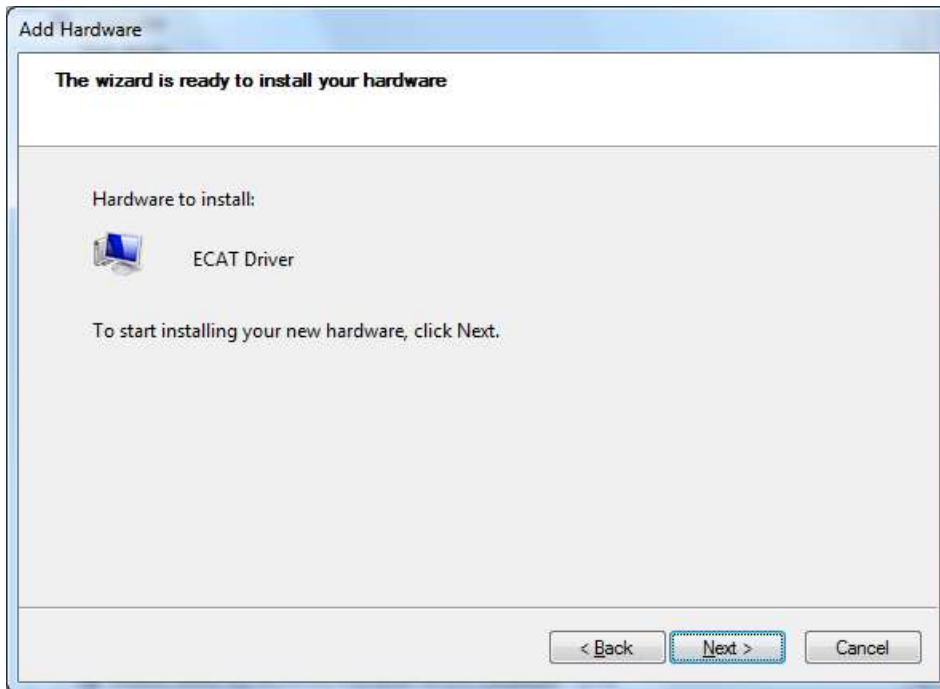 Add Hardware
The wizard is ready to install your hardware
Hardware to install:
ECAT Driver
To start installing your new hardware, click Next.
< Back Next > Cancel